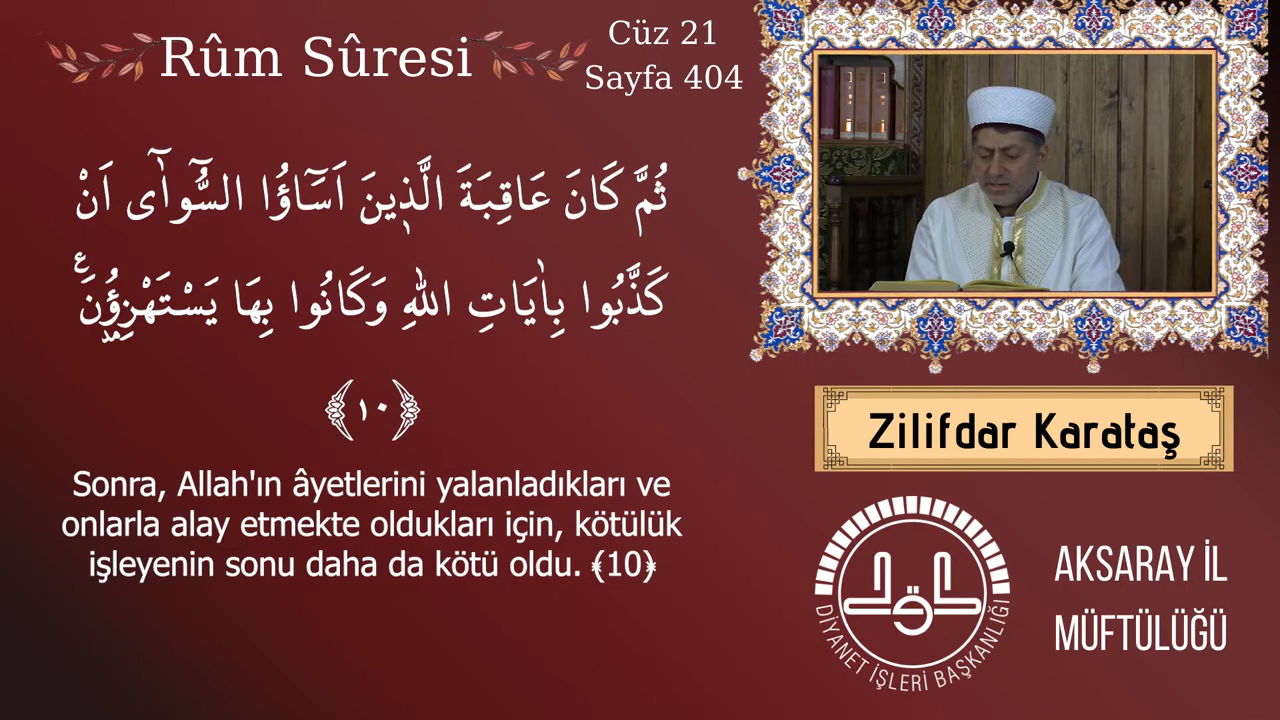 Rûm Sûresi
Cüz 21
Sayfa 404
ثُمَّ كَانَ عَاقِبَةَ الَّذ۪ينَ اَسَٓاؤُا السُّٓوآٰى اَنْ
كَذَّبُوا بِاٰيَاتِ اللّٰهِ وَكَانُوا بِهَا يَسْتَهْزِؤُ۫نَ۟
﴿١٠﴾
Sonra, Allah'ın âyetlerini yalanladıkları ve
onlarla alay etmekte oldukları için, kötülük
işleyenin sonu daha da kötü oldu. ﴾10﴿
Zilifdar Karataş
DİYANET İŞLERİ BAŞKANLIĞI
AKSARAY İL
MÜFTÜLÜĞÜ